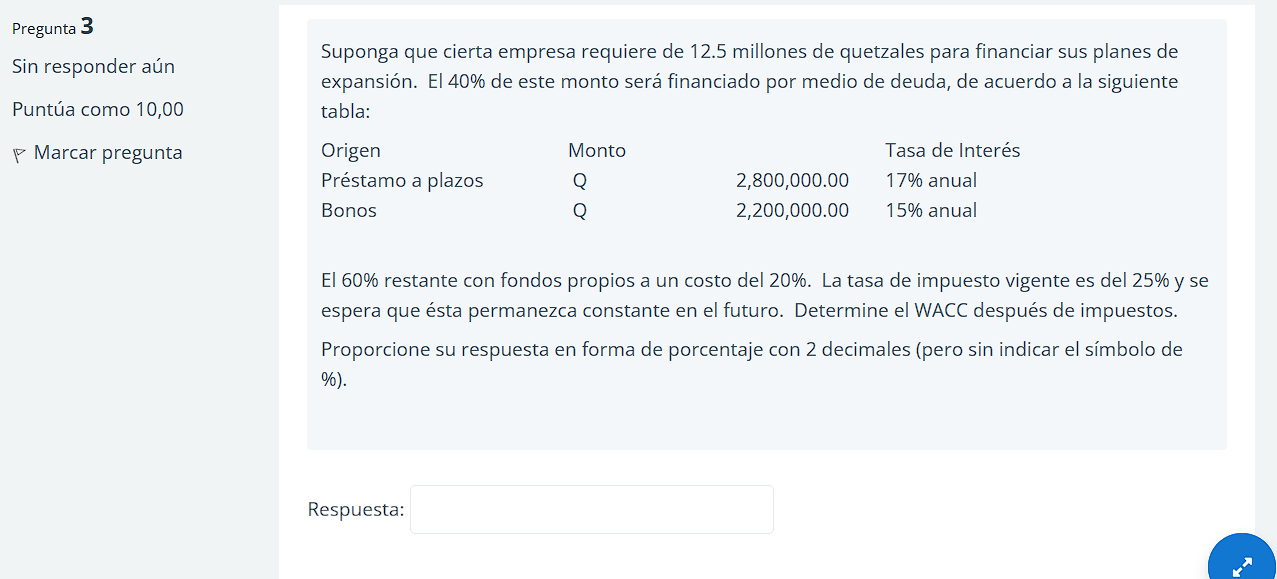 Pregunta 3
Sin responder aún
Puntúa como 10,00
Marcar pregunta
Suponga que cierta empresa requiere de 12.5 millones de quetzales para financiar sus planes de
expansión. El 40% de este monto será financiado por medio de deuda, de acuerdo a la siguiente
tabla:
Origen Monto Tasa de Interés
Préstamo a plazos Q 2,800,000.00 17% anual
Bonos Q 2,200,000.00 15% anual
El 60% restante con fondos propios a un costo del 20%. La tasa de impuesto vigente es del 25% y se
espera que ésta permanezca constante en el futuro. Determine el WACC después de impuestos.
Proporcione su respuesta en forma de porcentaje con 2 decimales (pero sin indicar el símbolo de
%).
Respuesta: